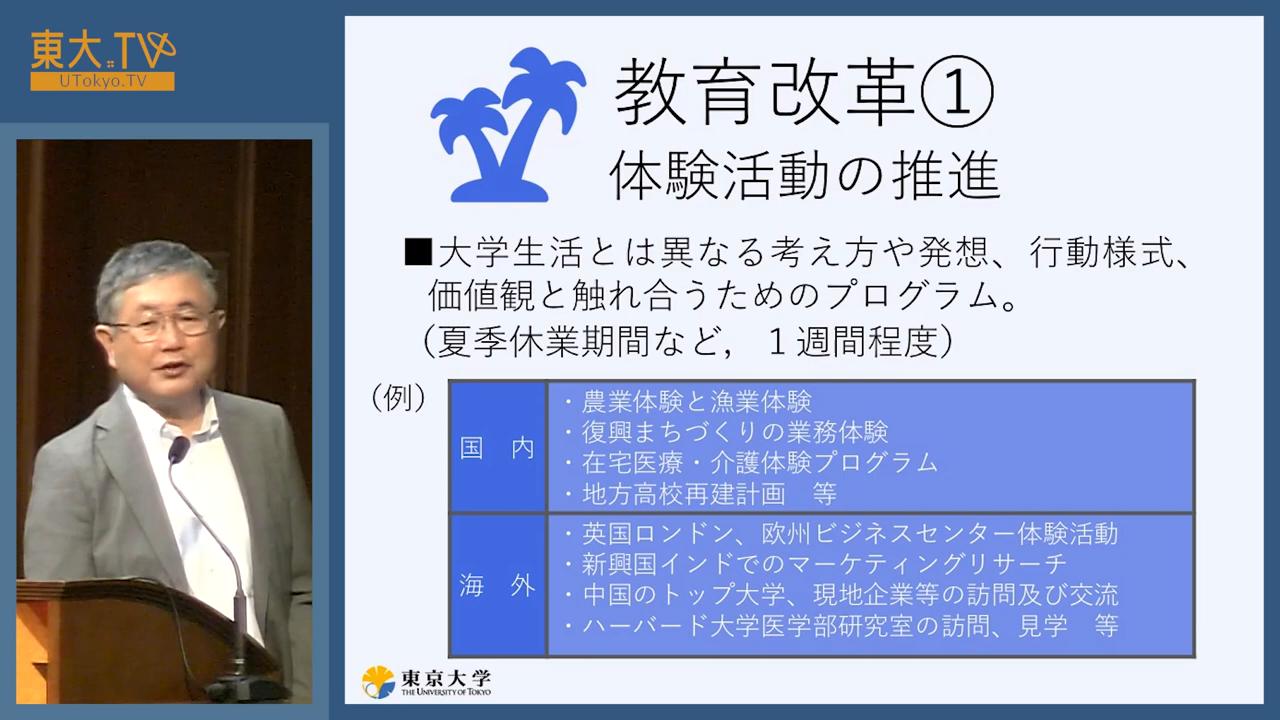 東大.TV
UTokyo.TV
教育改革①
体験活動の推進
■大学生活とは異なる考え方や発想、行動様式、
価値観と触れ合うためのプログラム。
（夏季休業期間など，１週間程度）
（例）
国　内
・農業体験と漁業体験
・復興まちづくりの業務体験
・在宅医療・介護体験プログラム
・地方高校再建計画　等
海　外
・英国ロンドン、欧州ビジネスセンター体験活動
・新興国インドでのマーケティングリサーチ
・中国のトップ大学、現地企業等の訪問及び交流
・ハーバード大学医学部研究室の訪問、見学　等
東京大学
THE UNIVERSITY OF TOKYO